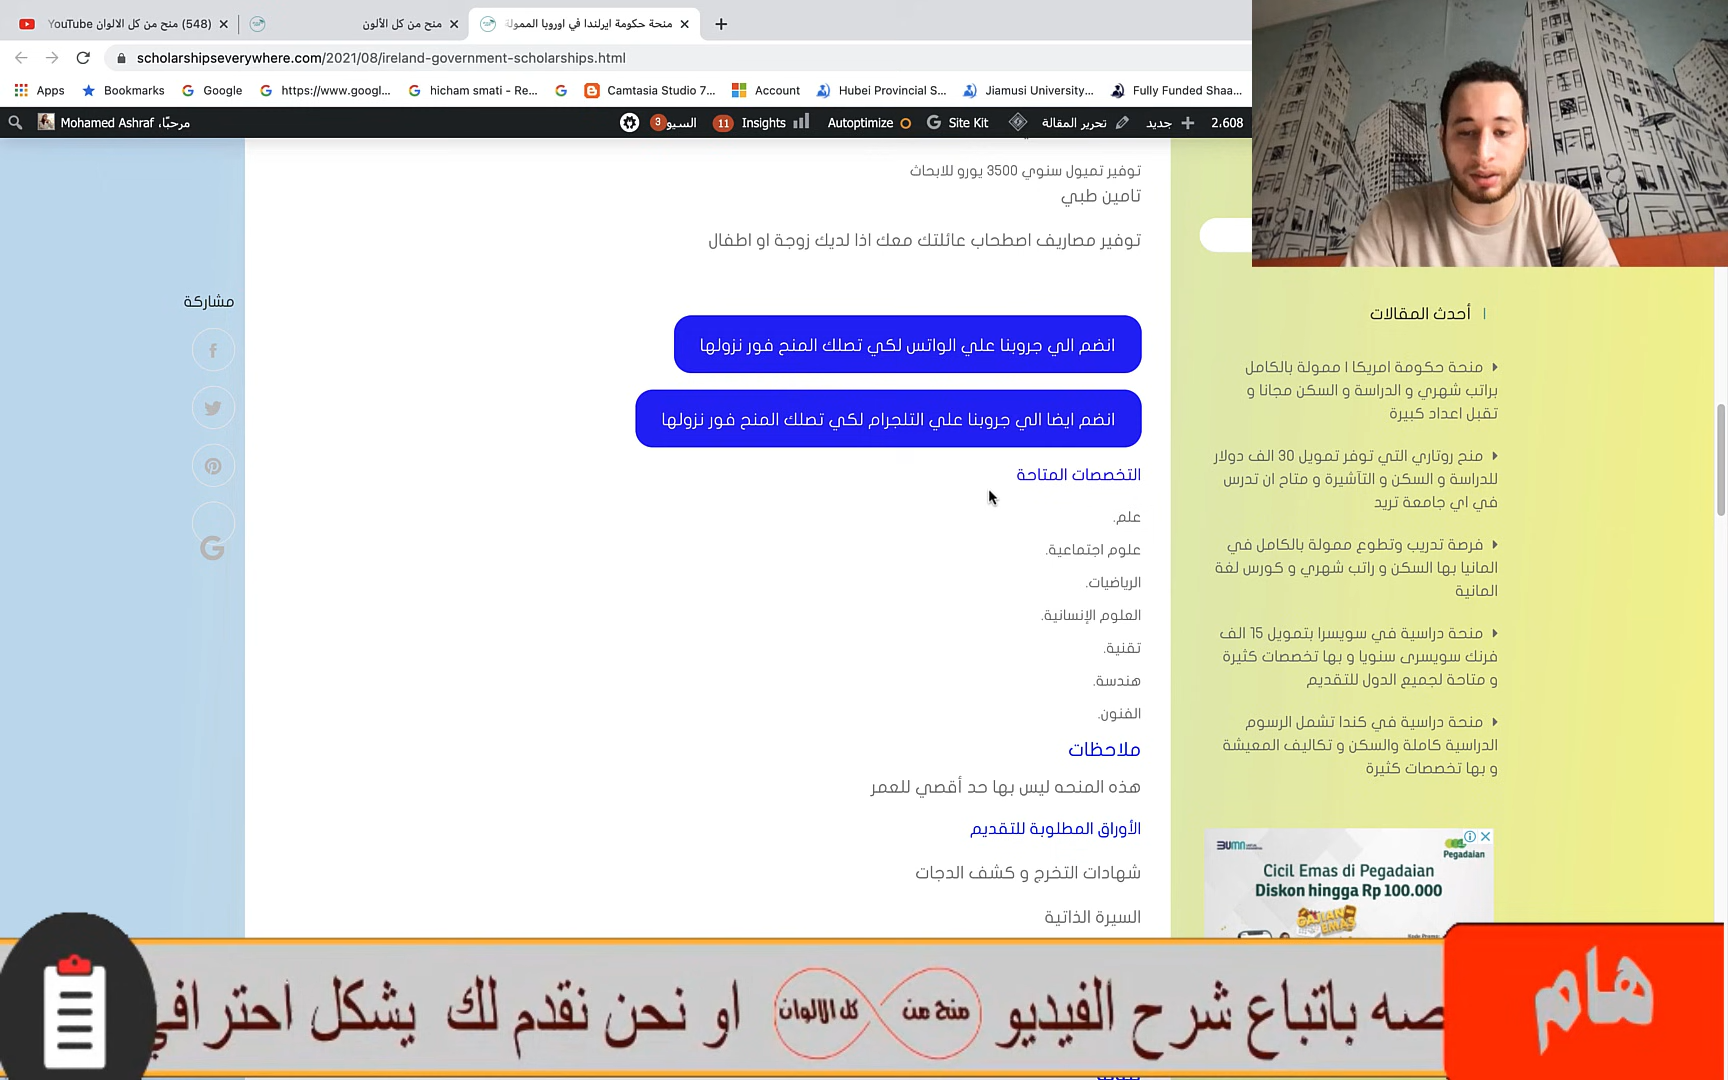 (548) منح من كل الالوان YouTube
منح من كل الألون
منحة حكومة ايرلندا في اوروبا الممولة
scholarshipseverywhere.com/2021/08/ireland-government-scholarships.html
Apps
Bookmarks
Google
https://www.googl...
hicham smati - Re...
Camtasia Studio 7...
Account
Hubei Provincial S...
Jiamusi University...
Fully Funded Shaa...
مرحبًا، Mohamed Ashraf
السيو 3
11 Insights
Autoptimize
Site Kit
تحرير المقالة
جديد
2٬608
توفير تمويل سنوي 3500 يورو للابحاث
تامين طبي
توفير مصاريف اصطحاب عائلتك معك اذا لديك زوجة او اطفال
انضم الي جروبنا علي الواتس لكي تصلك المنح فور نزولها
انضم ايضا الي جروبنا علي التلجرام لكي تصلك المنح فور نزولها
التخصصات المتاحة
علم.
علوم اجتماعية.
الرياضيات.
العلوم الإنسانية.
تقنية.
هندسة.
الفنون.
ملاحظات
هذه المنحه ليس بها حد أقصي للعمر
الأوراق المطلوبة للتقديم
شهادات التخرج و كشف الدجات
السيرة الذاتية
مشاركة
أحدث المقالات
منحة حكومة امريكا ا ممولة بالكامل
براتب شهري و الدراسة و السكن مجانا و
تقبل اعداد كبيرة
منح روتاري التي توفر تمويل 30 الف دولار
للدراسة و السكن و التآشيرة و متاح ان تدرس
في اي جامعة تريد
فرصة تدريب وتطوع ممولة بالكامل في
المانيا بها السكن و راتب شهري و كورس لغة
المانية
منحة دراسية في سويسرا بتمويل 15 الف
فرنك سويسرى سنويا و بها تخصصات كثيرة
و متاحة لجميع الدول للتقديم
منحة دراسية في كندا تشمل الرسوم
الدراسية كاملة والسكن و تكاليف المعيشة
و بها تخصصات كثيرة
BUMN
Pegadaian
Cicil Emas di Pegadaian
Diskon hingga Rp 100.000
هام
صه باتباع شرح الفيديو
منح من كل الالوان
او نحن نقدم لك يشكل احترافي